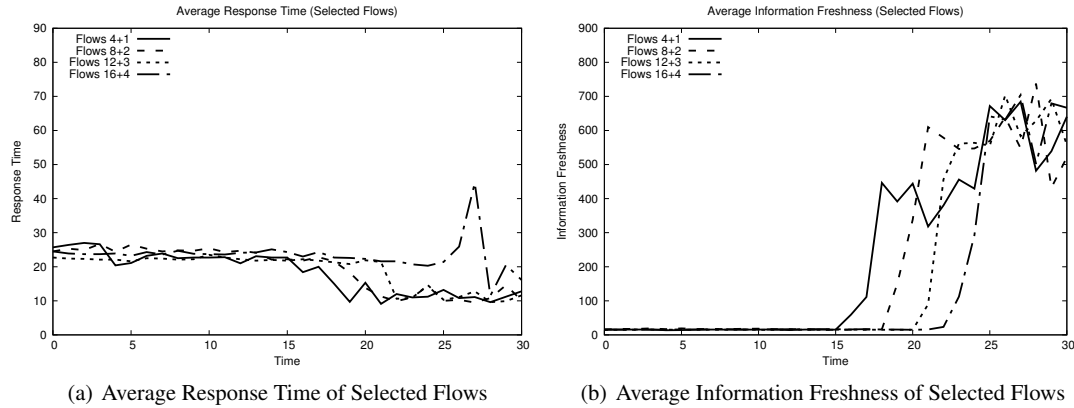 Average Response Time (Selected Flows)
90
80
70
60
50
40
30
20
10
0
Response Time
Flows 4+1
Flows 8+2
Flows 12+3
Flows 16+4
0 5 10 15 20 25 30
Time
(a) Average Response Time of Selected Flows
Average Information Freshness (Selected Flows)
900
800
700
600
500
400
300
200
100
0
Information Freshness
Flows 4+1
Flows 8+2
Flows 12+3
Flows 16+4
0 5 10 15 20 25 30
Time
(b) Average Information Freshness of Selected Flows